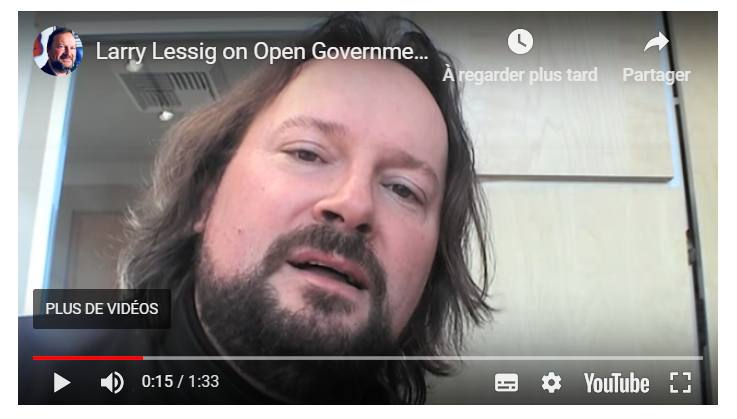 Larry Lessig on Open Governme...
À regarder plus tard
Partager
PLUS DE VIDÉOS
0:15 / 1:33
YouTube